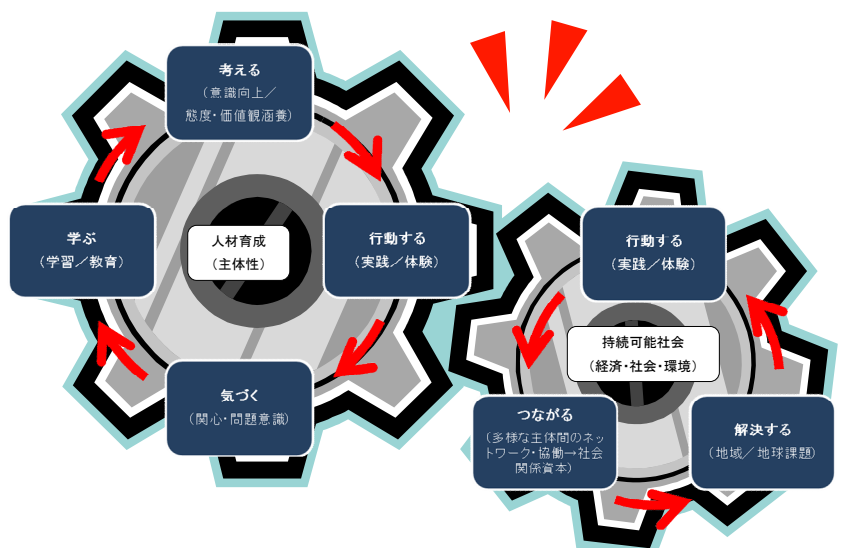 考える
（意識向上／
態度・価値観涵養）
学ぶ
（学習／教育）
人材育成
（主体性）
行動する
（実践／体験）
気づく
（関心・問題意識）
行動する
（実践／体験）
持続可能社会
（経済・社会・環境）
つながる
（多様な主体間のネッ
トワーク・協働→社会
関係資本）
解決する
（地域／地球課題）